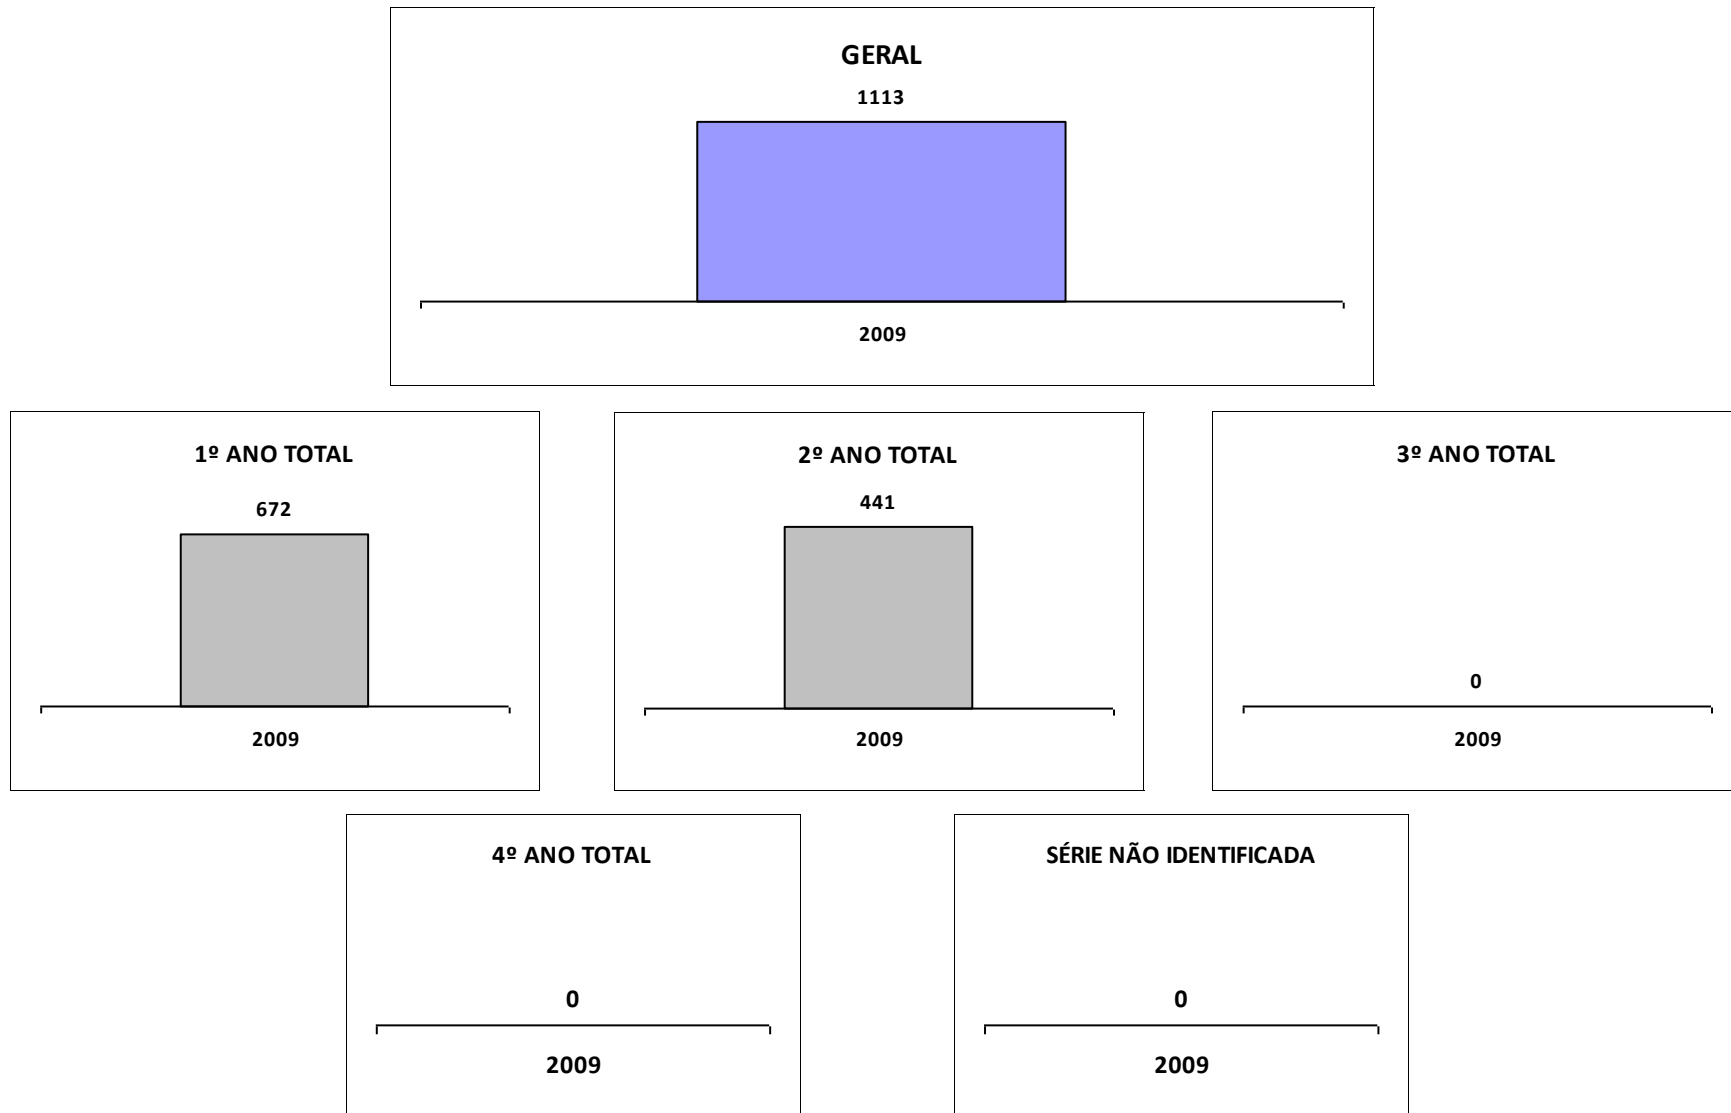 GERAL
1113
2009
1º ANO TOTAL
672
2009
2º ANO TOTAL
441
2009
3º ANO TOTAL
0
2009
4º ANO TOTAL
0
2009
SÉRIE NÃO IDENTIFICADA
0
2009